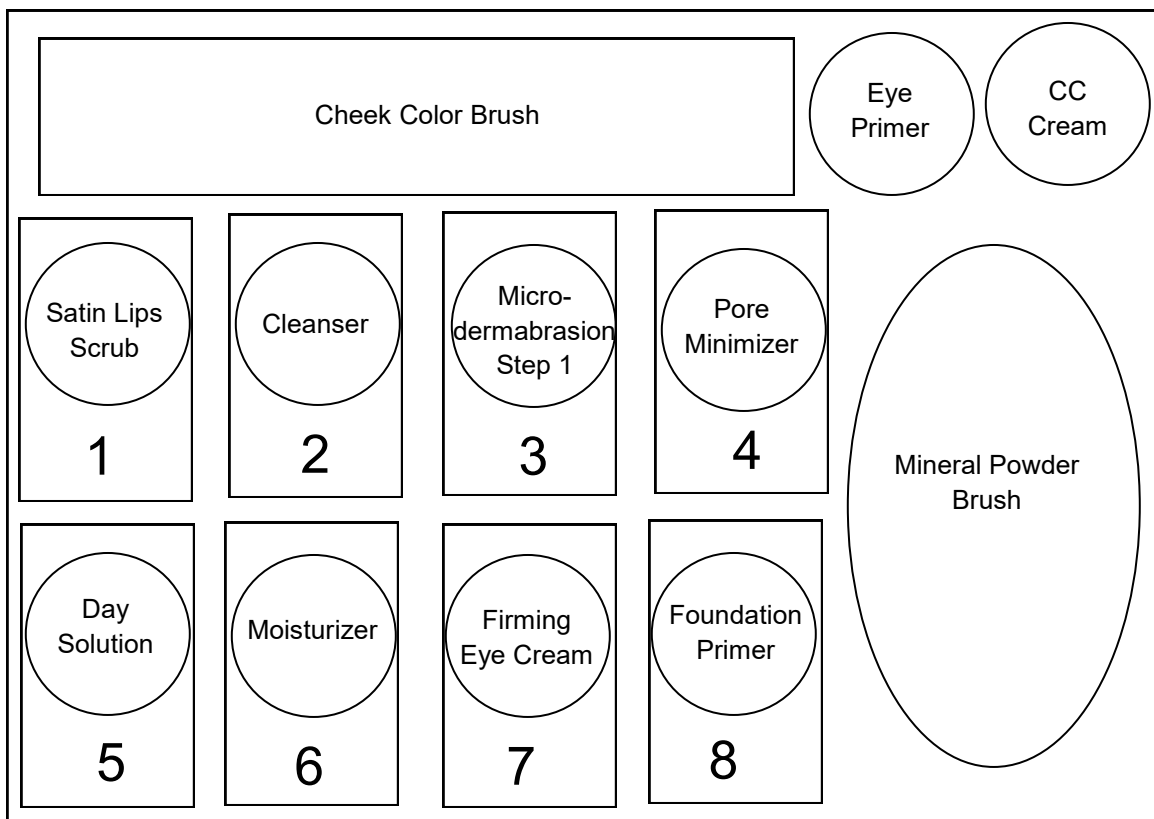 Cheek Color Brush
Eye
Primer
CC
Cream
Satin Lips
Scrub
1
Cleanser
2
Micro-
dermabrasion
Step 1
3
Pore
Minimizer
4
Mineral Powder
Brush
Day
Solution
5
Moisturizer
6
Firming
Eye Cream
7
Foundation
Primer
8